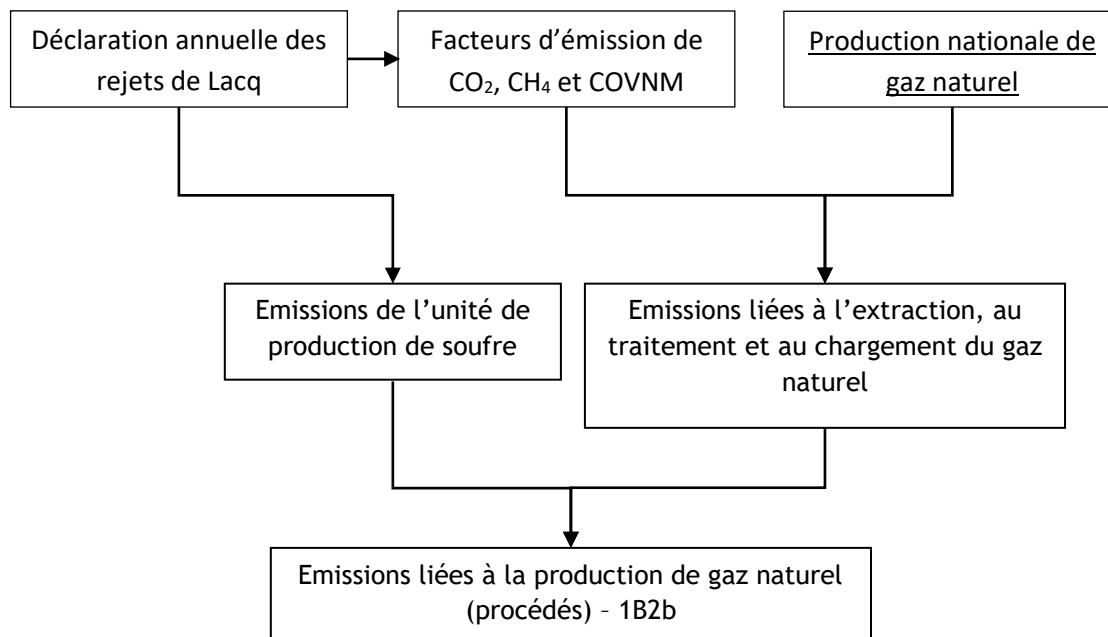 Déclaration annuelle des
rejets de Lacq
Facteurs d’émission de
CO₂, CH₄ et COVNM
Production nationale de
gaz naturel
Emissions de l’unité de
production de soufre
Emissions liées à l’extraction, au
traitement et au chargement du gaz
naturel
Emissions liées à la production de gaz naturel
(procédés) – 1B2b